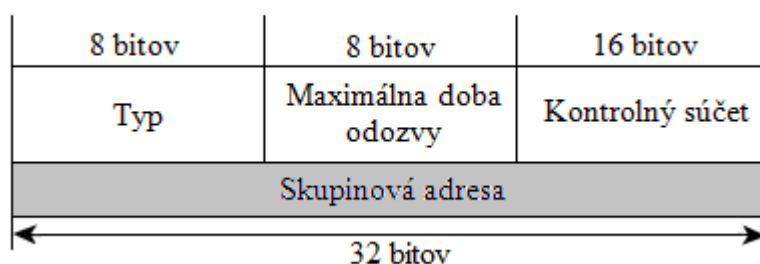 8 bitov 8 bitov 16 bitov
Typ Maximálna doba odozvy Kontrolný súčet
Skupinová adresa
32 bitov